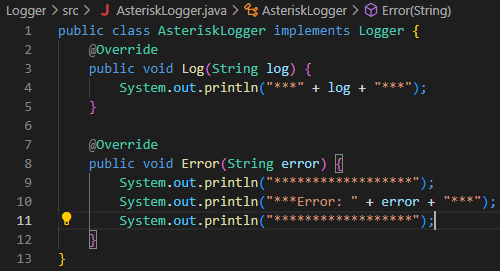 Logger > src > J AsteriskLogger.java > AsteriskLogger > Error(String)
1 public class AsteriskLogger implements Logger {
2     @Override
3     public void Log(String log) {
4         System.out.println("***" + log + "***");
5     }
6
7     @Override
8     public void Error(String error) {
9         System.out.println("******************");
10         System.out.println("***Error: " + error + "***");
11         System.out.println("******************");
12     }
13 }